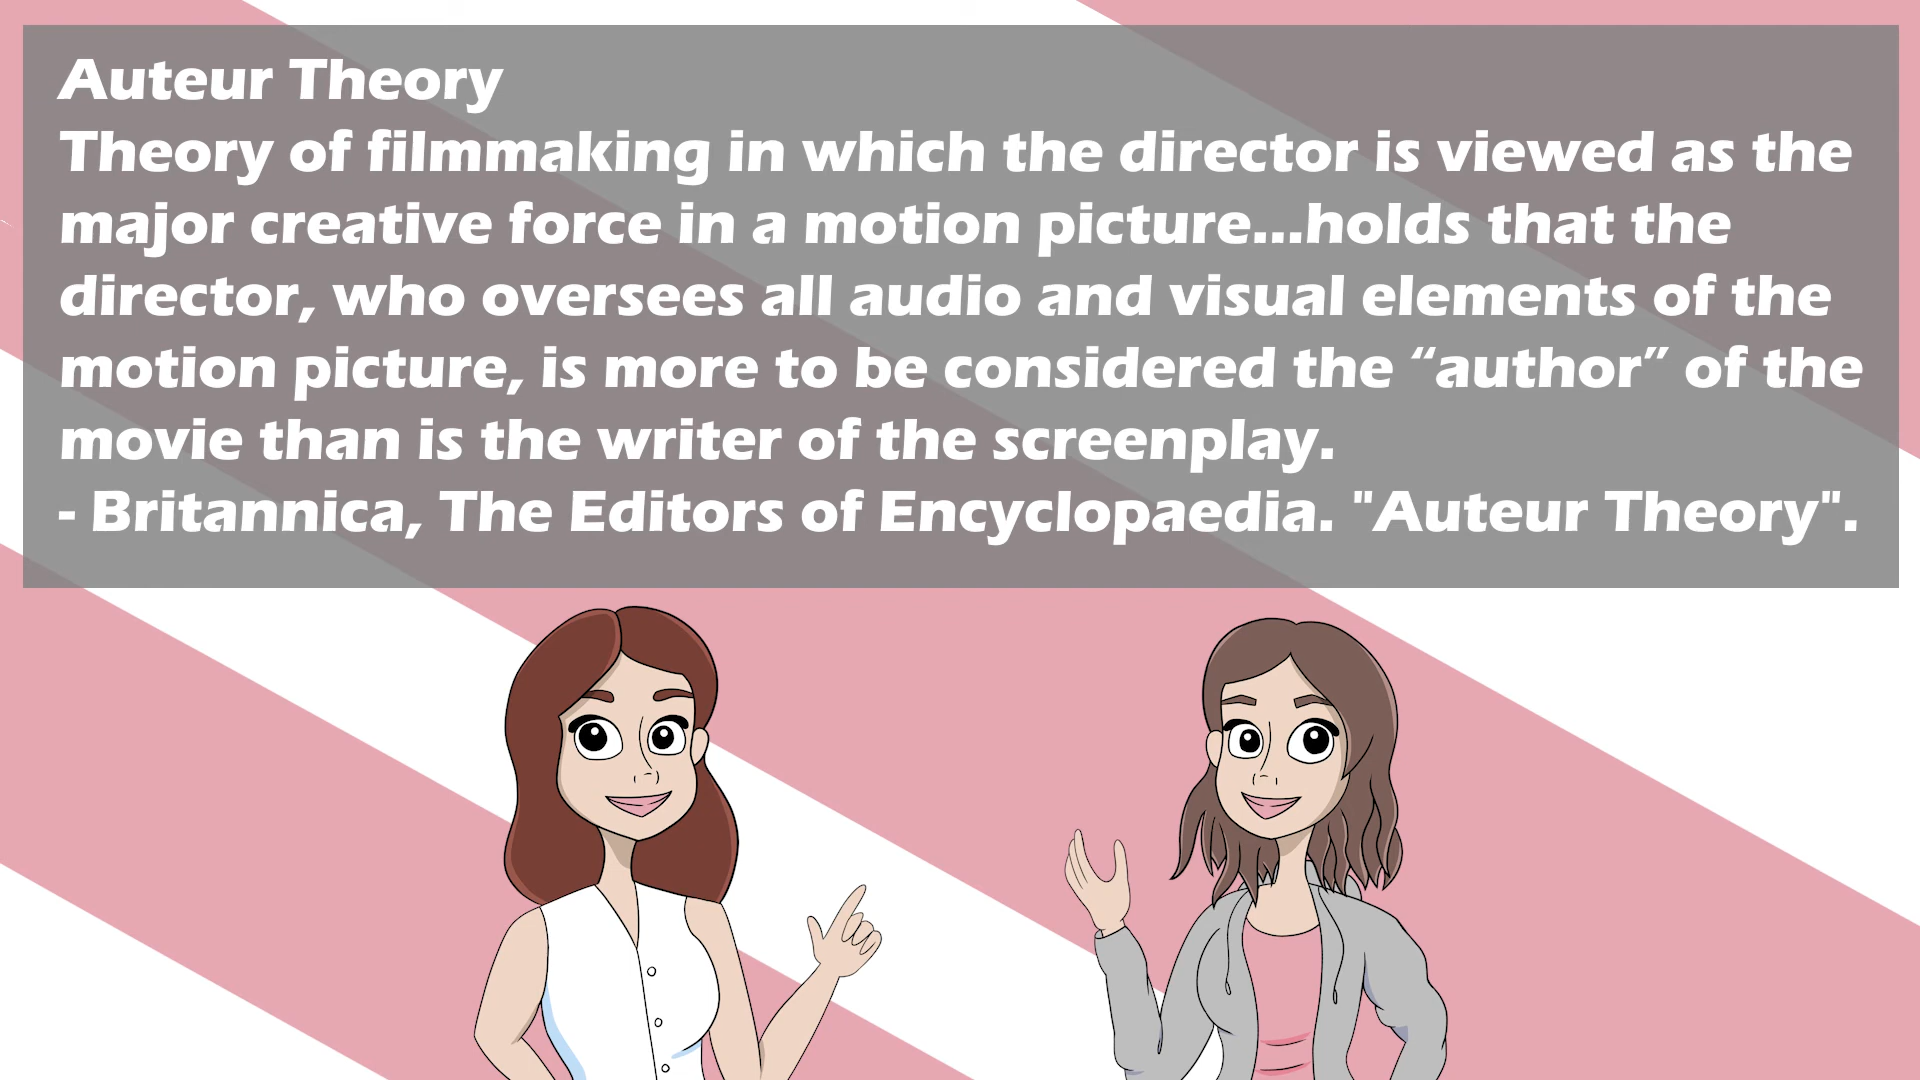 Auteur Theory
Theory of filmmaking in which the director is viewed as the
major creative force in a motion picture...holds that the
director, who oversees all audio and visual elements of the
motion picture, is more to be considered the “author” of the
movie than is the writer of the screenplay.
- Britannica, The Editors of Encyclopaedia. "Auteur Theory".